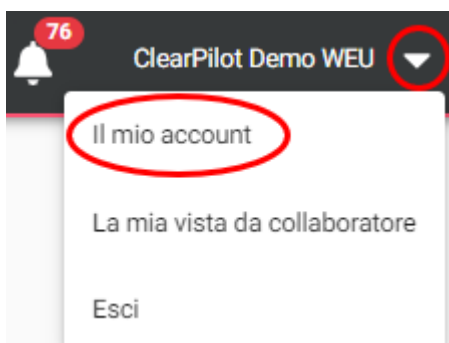 76
ClearPilot Demo WEU
Il mio account
La mia vista da collaboratore
Esci